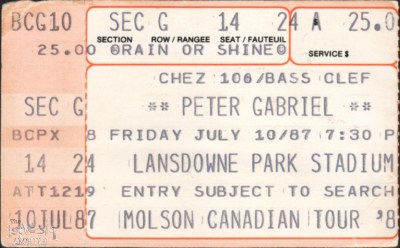 BCG10 SEC G 14 24 A 25.0
SECTION ROW / RANGEE SEAT / FAUTEUIL
25.00 RAIN OR SHINE SERVICE $
CHEZ 106/BASS CLEF
SEC G ** PETER GABRIEL **
BCPX 8 FRIDAY JULY 10/87 7:30 P
14 24 LANSDOWNE PARK STADIUM
ATT1219 ENTRY SUBJECT TO SEARCH
10JUL87 MOLSON CANADIAN TOUR '8